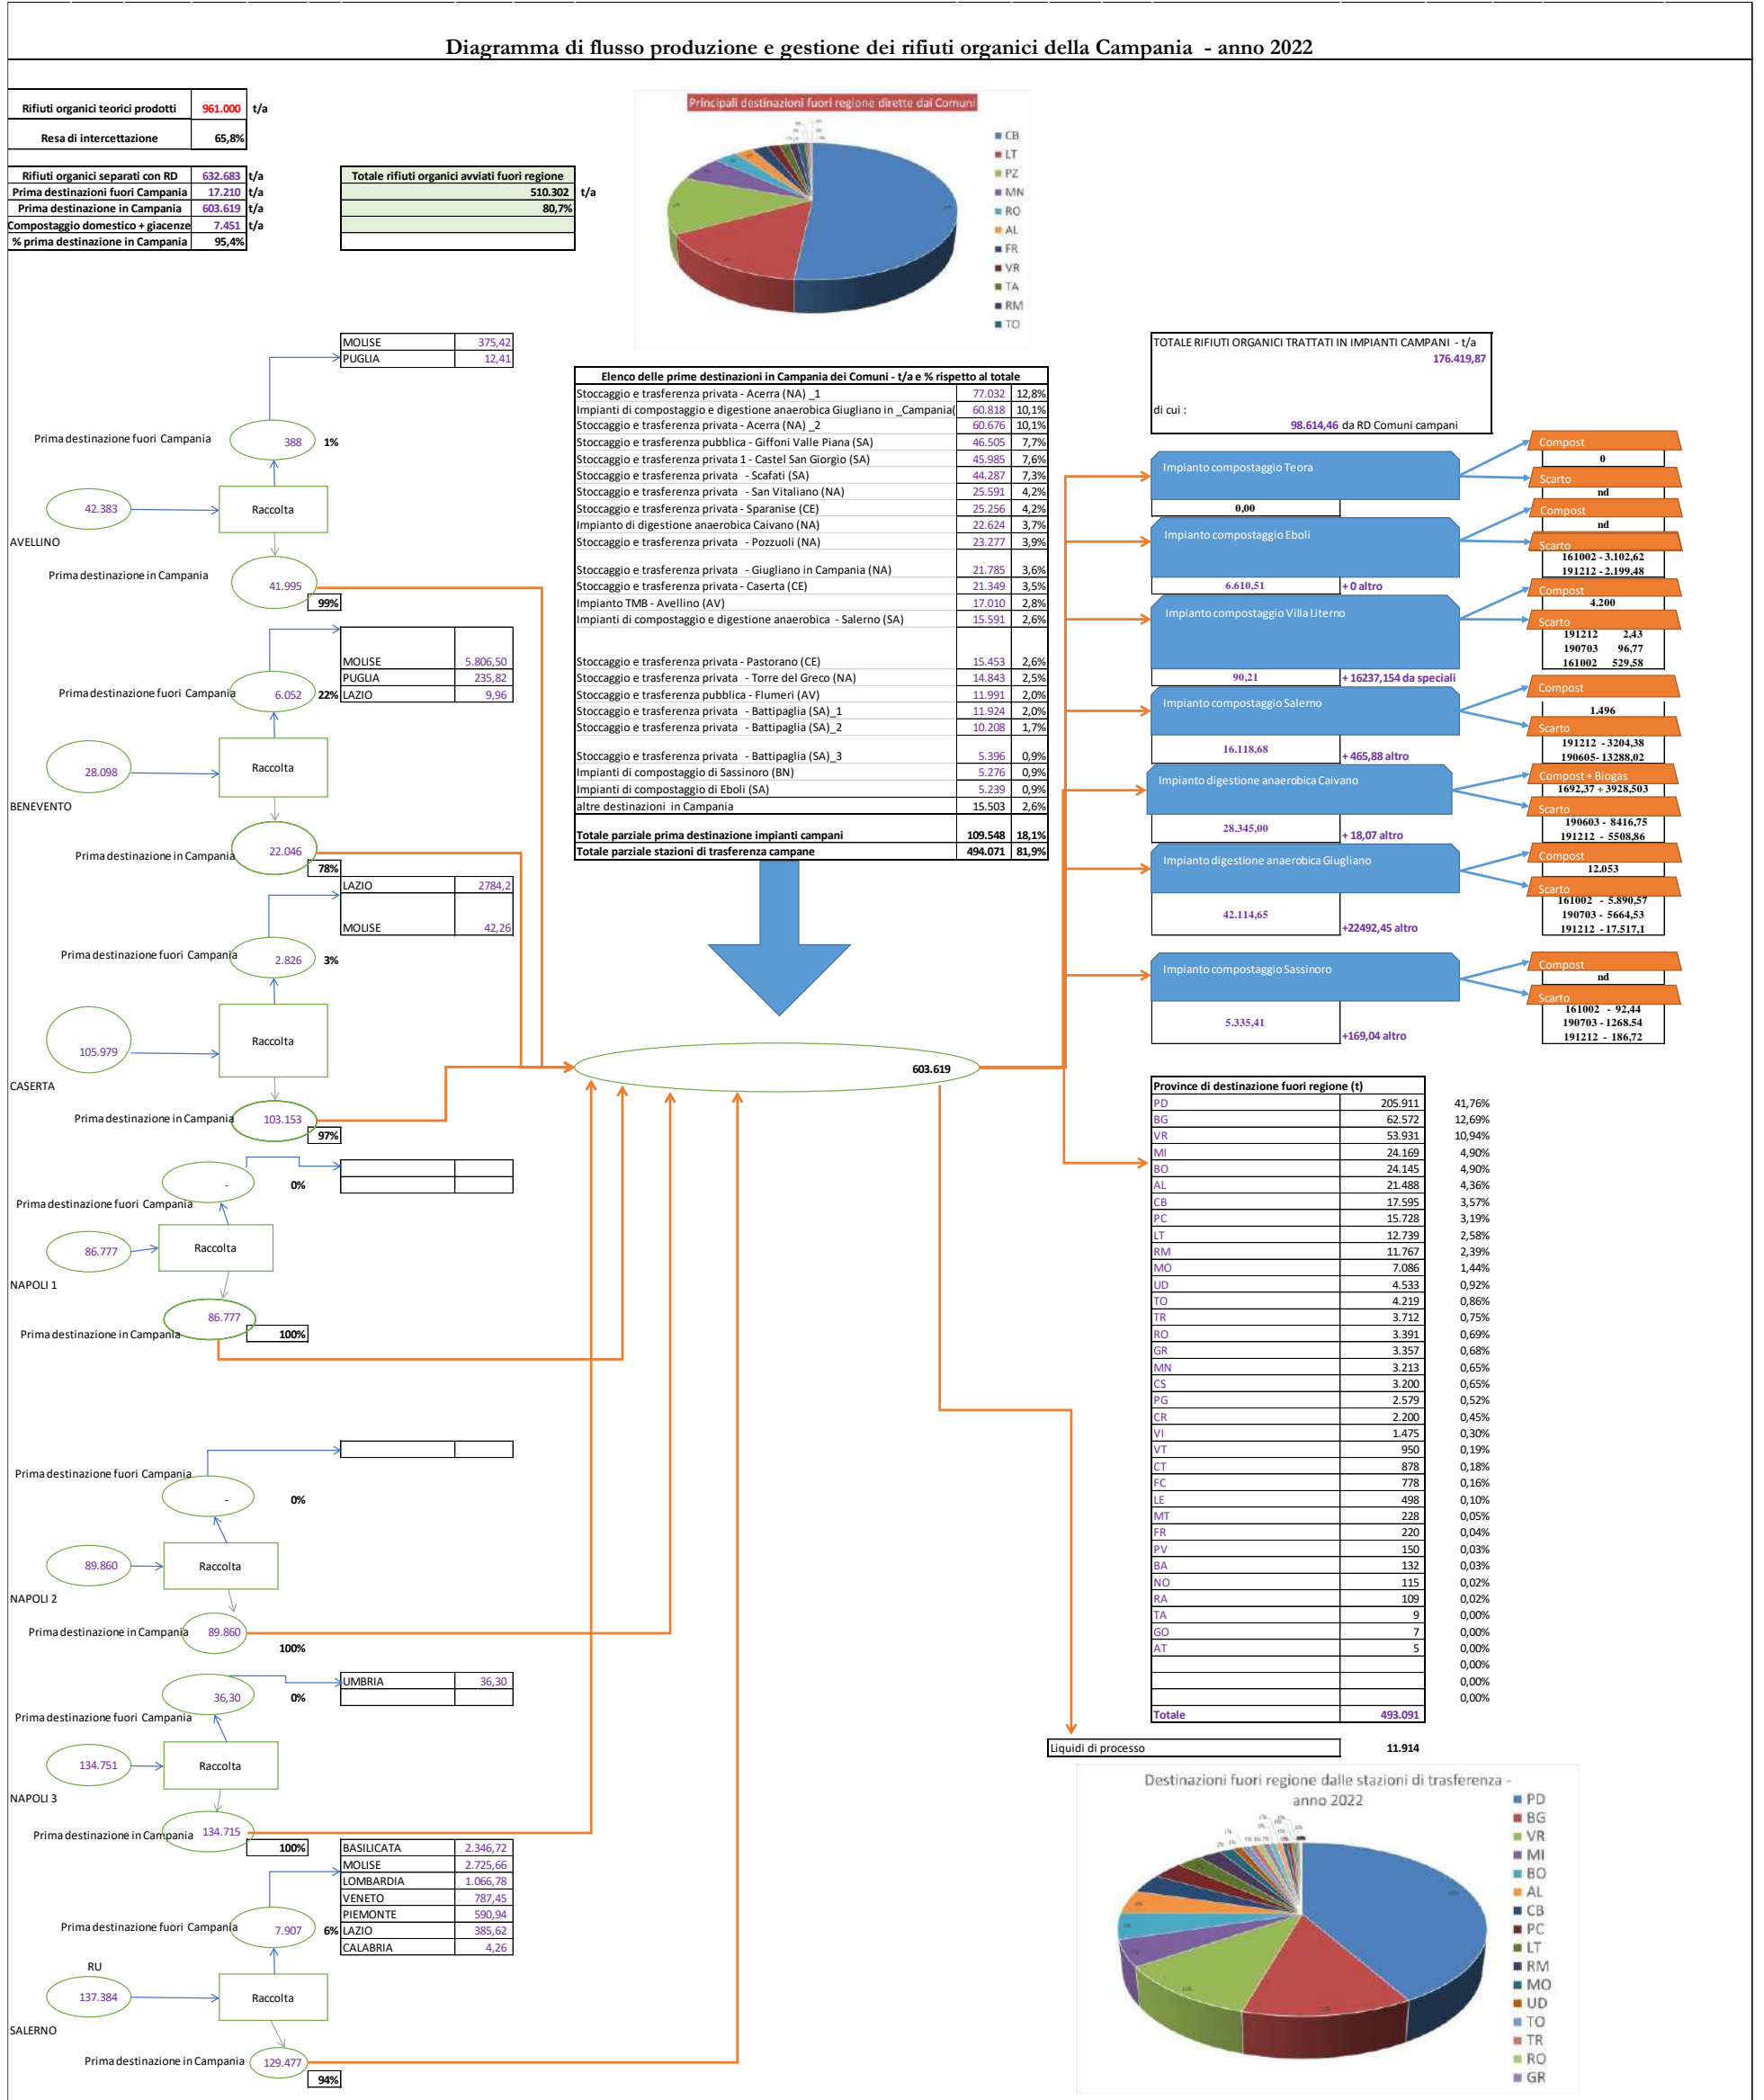 Diagramma di flusso produzione e gestione dei rifiuti organici della Campania - anno 2022
Rifiuti organici teorici prodotti 961.000 t/a
Resa di intercettazione 65,8%
Rifiuti organici separati con RD 632.683 t/a
Prima destinazioni fuori Campania 17.210 t/a
Prima destinazione in Campania 603.619 t/a
Compostaggio domestico + giacenze 7.451 t/a
% prima destinazione in Campania 95,4%
Totale rifiuti organici avviati fuori regione
510.302 t/a
80,7%
Principali destinazioni fuori regione dirette dai Comuni
CB
LT
PZ
MN
RO
AL
FR
VR
TA
RM
TO
MOLISE 375,42
PUGLIA 12,41
Prima destinazione fuori Campania
388 1%
42.383
Raccolta
AVELLINO
Prima destinazione in Campania
41.995
99%
MOLISE 5.806,50
PUGLIA 235,82
LAZIO 9,96
Prima destinazione fuori Campania
6.052 22%
28.098
Raccolta
BENEVENTO
Prima destinazione in Campania
22.046
78%
LAZIO 2784,2
MOLISE 42,26
Prima destinazione fuori Campania
2.826 3%
105.979
Raccolta
CASERTA
Prima destinazione in Campania
103.153
97%
- 0%
Prima destinazione fuori Campania
86.777
Raccolta
NAPOLI 1
86.777
Prima destinazione in Campania
100%
Prima destinazione fuori Campania
- 0%
89.860
Raccolta
NAPOLI 2
Prima destinazione in Campania
89.860
100%
UMBRIA 36,30
36,30 0%
Prima destinazione fuori Campania
134.751
Raccolta
NAPOLI 3
Prima destinazione in Campania
134.715
100%
BASILICATA 2.346,72
MOLISE 2.725,66
LOMBARDIA 1.066,78
VENETO 787,45
PIEMONTE 590,94
LAZIO 385,62
CALABRIA 4,26
Prima destinazione fuori Campania
7.907 6%
RU
137.384
Raccolta
SALERNO
Prima destinazione in Campania
129.477
94%
Elenco delle prime destinazioni in Campania dei Comuni - t/a e % rispetto al totale
Stoccaggio e trasferenza privata - Acerra (NA) _1 77.032 12,8%
Impianti di compostaggio e digestione anaerobica Giugliano in _Campania( 60.818 10,1%
Stoccaggio e trasferenza privata - Acerra (NA) _2 60.676 10,1%
Stoccaggio e trasferenza pubblica - Giffoni Valle Piana (SA) 46.505 7,7%
Stoccaggio e trasferenza privata 1 - Castel San Giorgio (SA) 45.985 7,6%
Stoccaggio e trasferenza privata - Scafati (SA) 44.287 7,3%
Stoccaggio e trasferenza privata - San Vitaliano (NA) 25.591 4,2%
Stoccaggio e trasferenza privata - Sparanise (CE) 25.256 4,2%
Impianto di digestione anaerobica Caivano (NA) 22.624 3,7%
Stoccaggio e trasferenza privata - Pozzuoli (NA) 23.277 3,9%
Stoccaggio e trasferenza privata - Giugliano in Campania (NA) 21.785 3,6%
Stoccaggio e trasferenza privata - Caserta (CE) 21.349 3,5%
Impianto TMB - Avellino (AV) 17.010 2,8%
Impianti di compostaggio e digestione anaerobica - Salerno (SA) 15.591 2,6%
Stoccaggio e trasferenza privata - Pastorano (CE) 15.453 2,6%
Stoccaggio e trasferenza privata - Torre del Greco (NA) 14.843 2,5%
Stoccaggio e trasferenza pubblica - Flumeri (AV) 11.991 2,0%
Stoccaggio e trasferenza privata - Battipaglia (SA)_1 11.924 2,0%
Stoccaggio e trasferenza privata - Battipaglia (SA)_2 10.208 1,7%
Stoccaggio e trasferenza privata - Battipaglia (SA)_3 5.396 0,9%
Impianti di compostaggio di Sassinoro (BN) 5.276 0,9%
Impianti di compostaggio di Eboli (SA) 5.239 0,9%
altre destinazioni in Campania 15.503 2,6%
Totale parziale prima destinazione impianti campani 109.548 18,1%
Totale parziale stazioni di trasferenza campane 494.071 81,9%
603.619
TOTALE RIFIUTI ORGANICI TRATTATI IN IMPIANTI CAMPANI - t/a
176.419,87
di cui :
98.614,46 da RD Comuni campani
Impianto compostaggio Teora
0,00
Compost
0
Scarto
nd
Impianto compostaggio Eboli
6.610,51 + 0 altro
Compost
nd
Scarto
161002 - 3.102,62
191212 - 2.199,48
Impianto compostaggio Villa Literno
90,21 + 16237,154 da speciali
Compost
4.200
Scarto
191212 2,43
190703 96,77
161002 529,58
Impianto compostaggio Salerno
16.118,68 + 465,88 altro
Compost
1.496
Scarto
191212 - 3204,38
190605- 13288,02
Impianto digestione anaerobica Caivano
28.345,00 + 18,07 altro
Compost + Biogas
1692,37 + 3928,503
Scarto
190603 - 8416,75
191212 - 5508,86
Impianto digestione anaerobica Giugliano
42.114,65 +22492,45 altro
Compost
12.053
Scarto
161002 - 5.890,57
190703 - 5664,53
191212 - 17.517,1
Impianto compostaggio Sassinoro
5.335,41 +169,04 altro
Compost
nd
Scarto
161002 - 92,44
190703 - 1268.54
191212 - 186,72
Province di destinazione fuori regione (t)
PD 205.911 41,76%
BG 62.572 12,69%
VR 53.931 10,94%
MI 24.169 4,90%
BO 24.145 4,90%
AL 21.488 4,36%
CB 17.595 3,57%
PC 15.728 3,19%
LT 12.739 2,58%
RM 11.767 2,39%
MO 7.086 1,44%
UD 4.533 0,92%
TO 4.219 0,86%
TR 3.712 0,75%
RO 3.391 0,69%
GR 3.357 0,68%
MN 3.213 0,65%
CS 3.200 0,65%
PG 2.579 0,52%
CR 2.200 0,45%
VI 1.475 0,30%
VT 950 0,19%
CT 878 0,18%
FC 778 0,16%
LE 498 0,10%
MT 228 0,05%
FR 220 0,04%
PV 150 0,03%
BA 132 0,03%
NO 115 0,02%
RA 109 0,02%
TA 9 0,00%
GO 7 0,00%
AT 5 0,00%
0,00%
0,00%
0,00%
Totale 493.091
Liquidi di processo 11.914
Destinazioni fuori regione dalle stazioni di trasferenza -
anno 2022
PD
BG
VR
MI
BO
AL
CB
PC
LT
RM
MO
UD
TO
TR
RO
GR